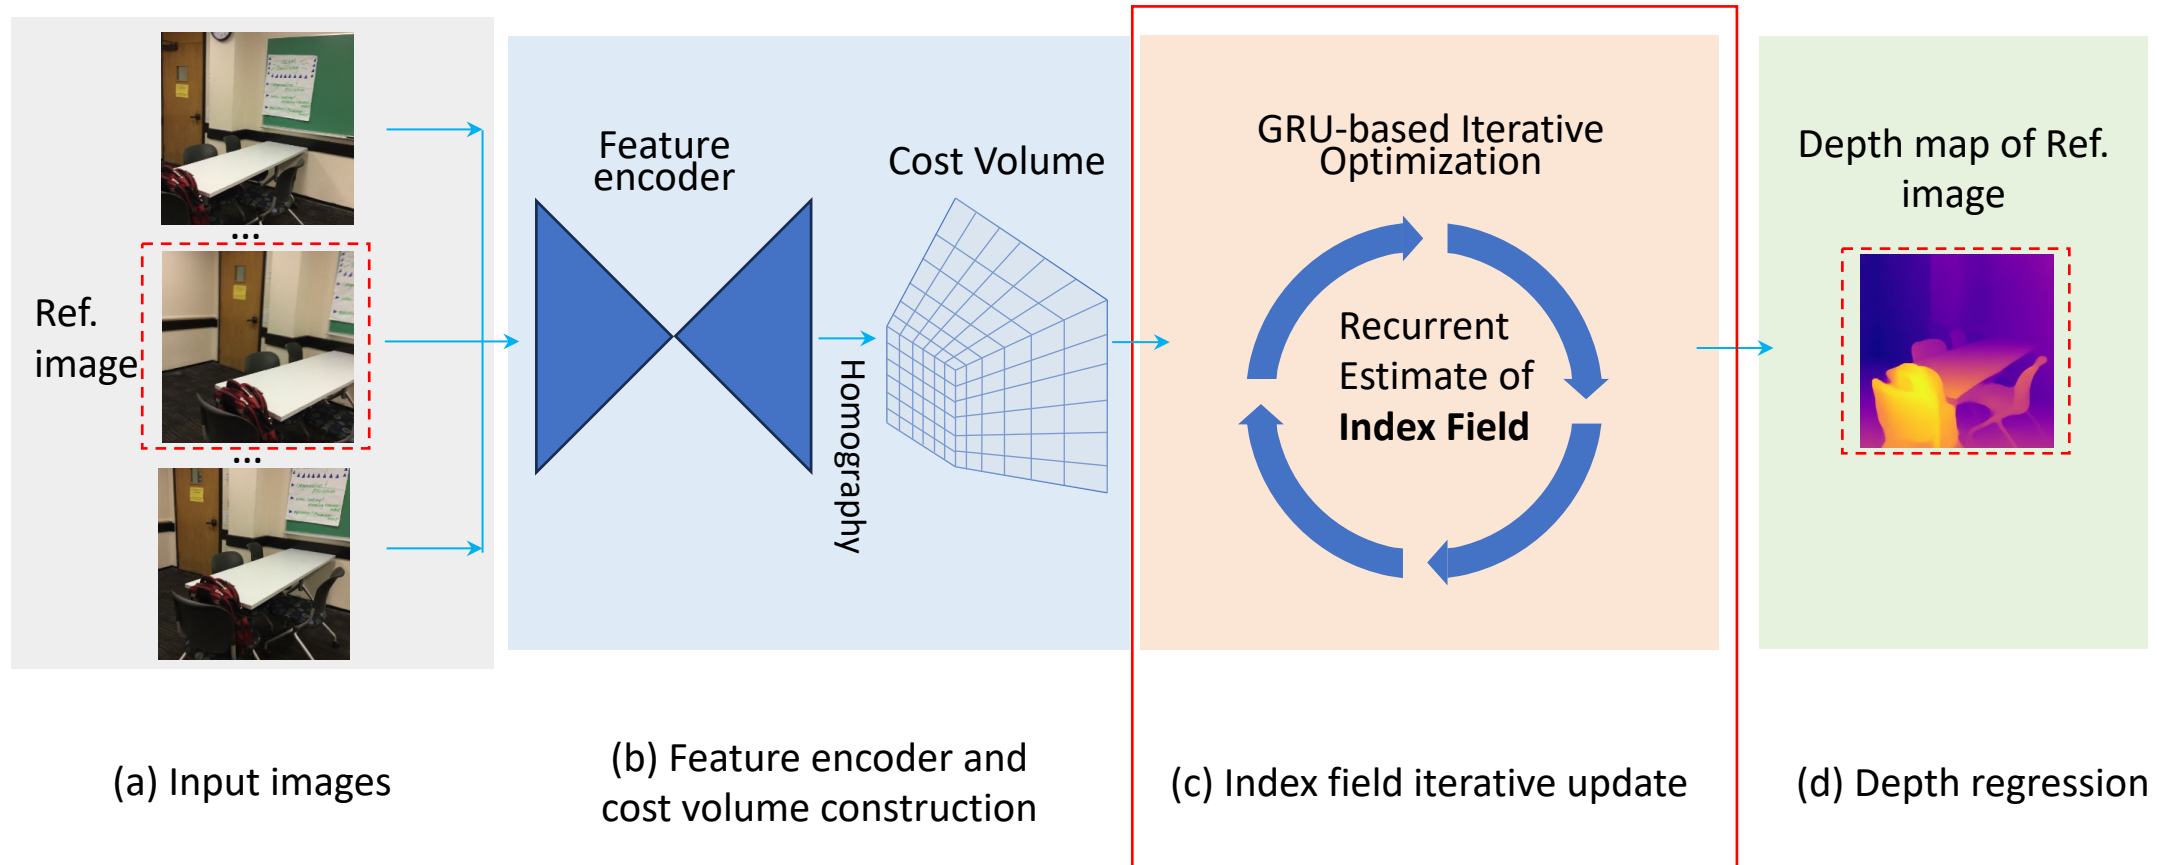 Ref.
image
...
...
Feature
encoder
Homography
Cost Volume
GRU-based Iterative
Optimization
Recurrent
Estimate of
Index Field
Depth map of Ref.
image
(a) Input images
(b) Feature encoder and
cost volume construction
(c) Index field iterative update
(d) Depth regression